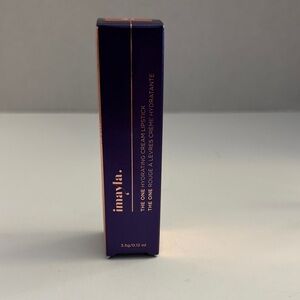 imayla.
THE ONE HYDRATING CREAM LIPSTICK
THE ONE ROUGE À LÈVRES CRÈME HYDRATANTE
3.5g/0.12 oz